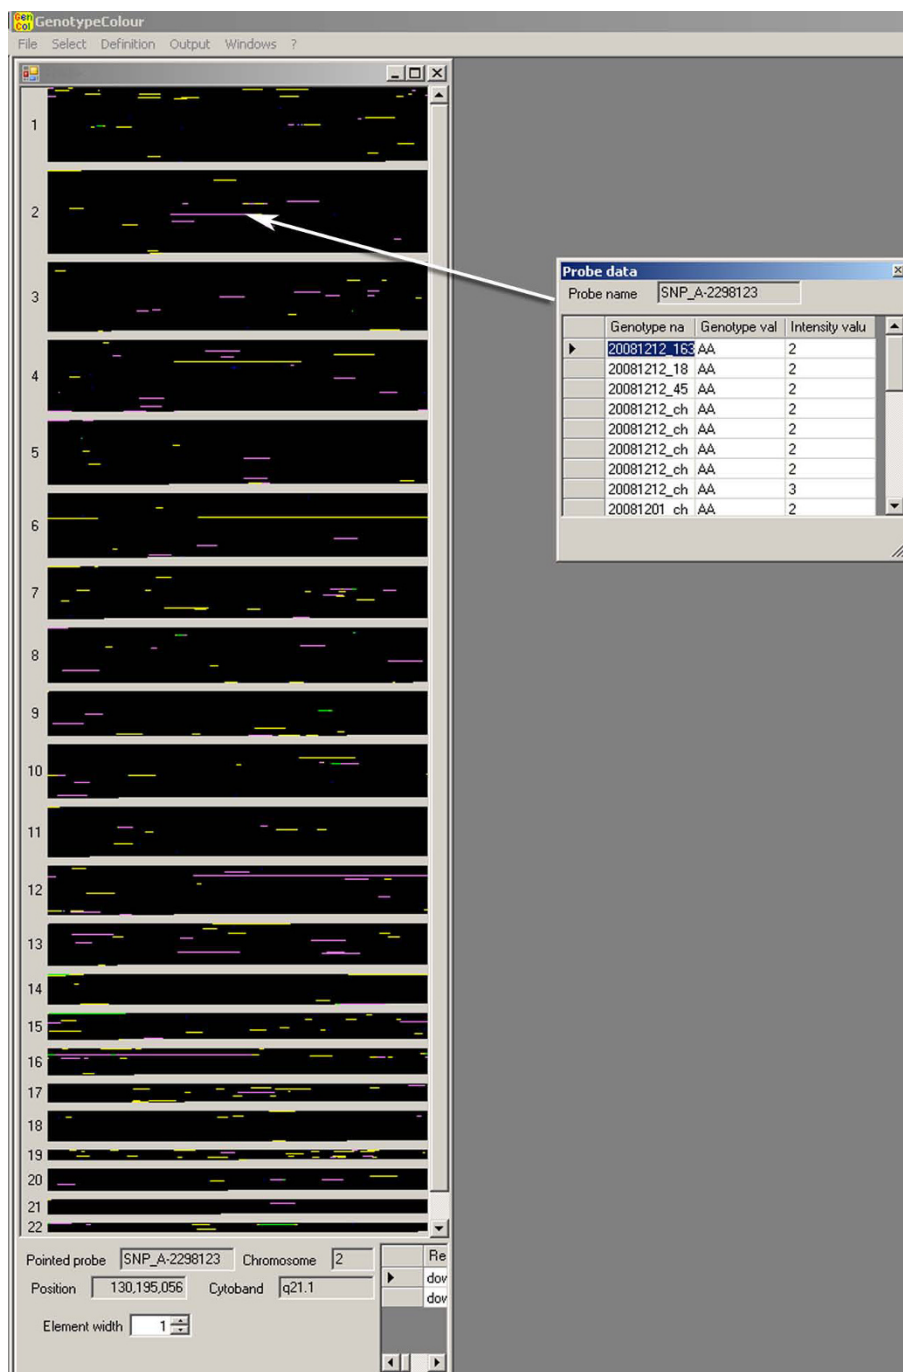 Gen
Col GenotypeColour
File Select Definition Output Windows ?
1
2
3
4
5
6
7
8
9
10
11
12
13
14
15
16
17
18
19
20
21
22
Probe data
Probe name SNP_A-2298123
Genotype na Genotype val Intensity valu
20081212_163 AA 2
20081212_18 AA 2
20081212_45 AA 2
20081212_ch AA 2
20081212_ch AA 2
20081212_ch AA 2
20081212_ch AA 2
20081212_ch AA 3
20081201_ch AA 2
Pointed probe SNP_A-2298123 Chromosome 2
Position 130,195,056 Cytoband q21.1
Element width 1
Re
dow
dow